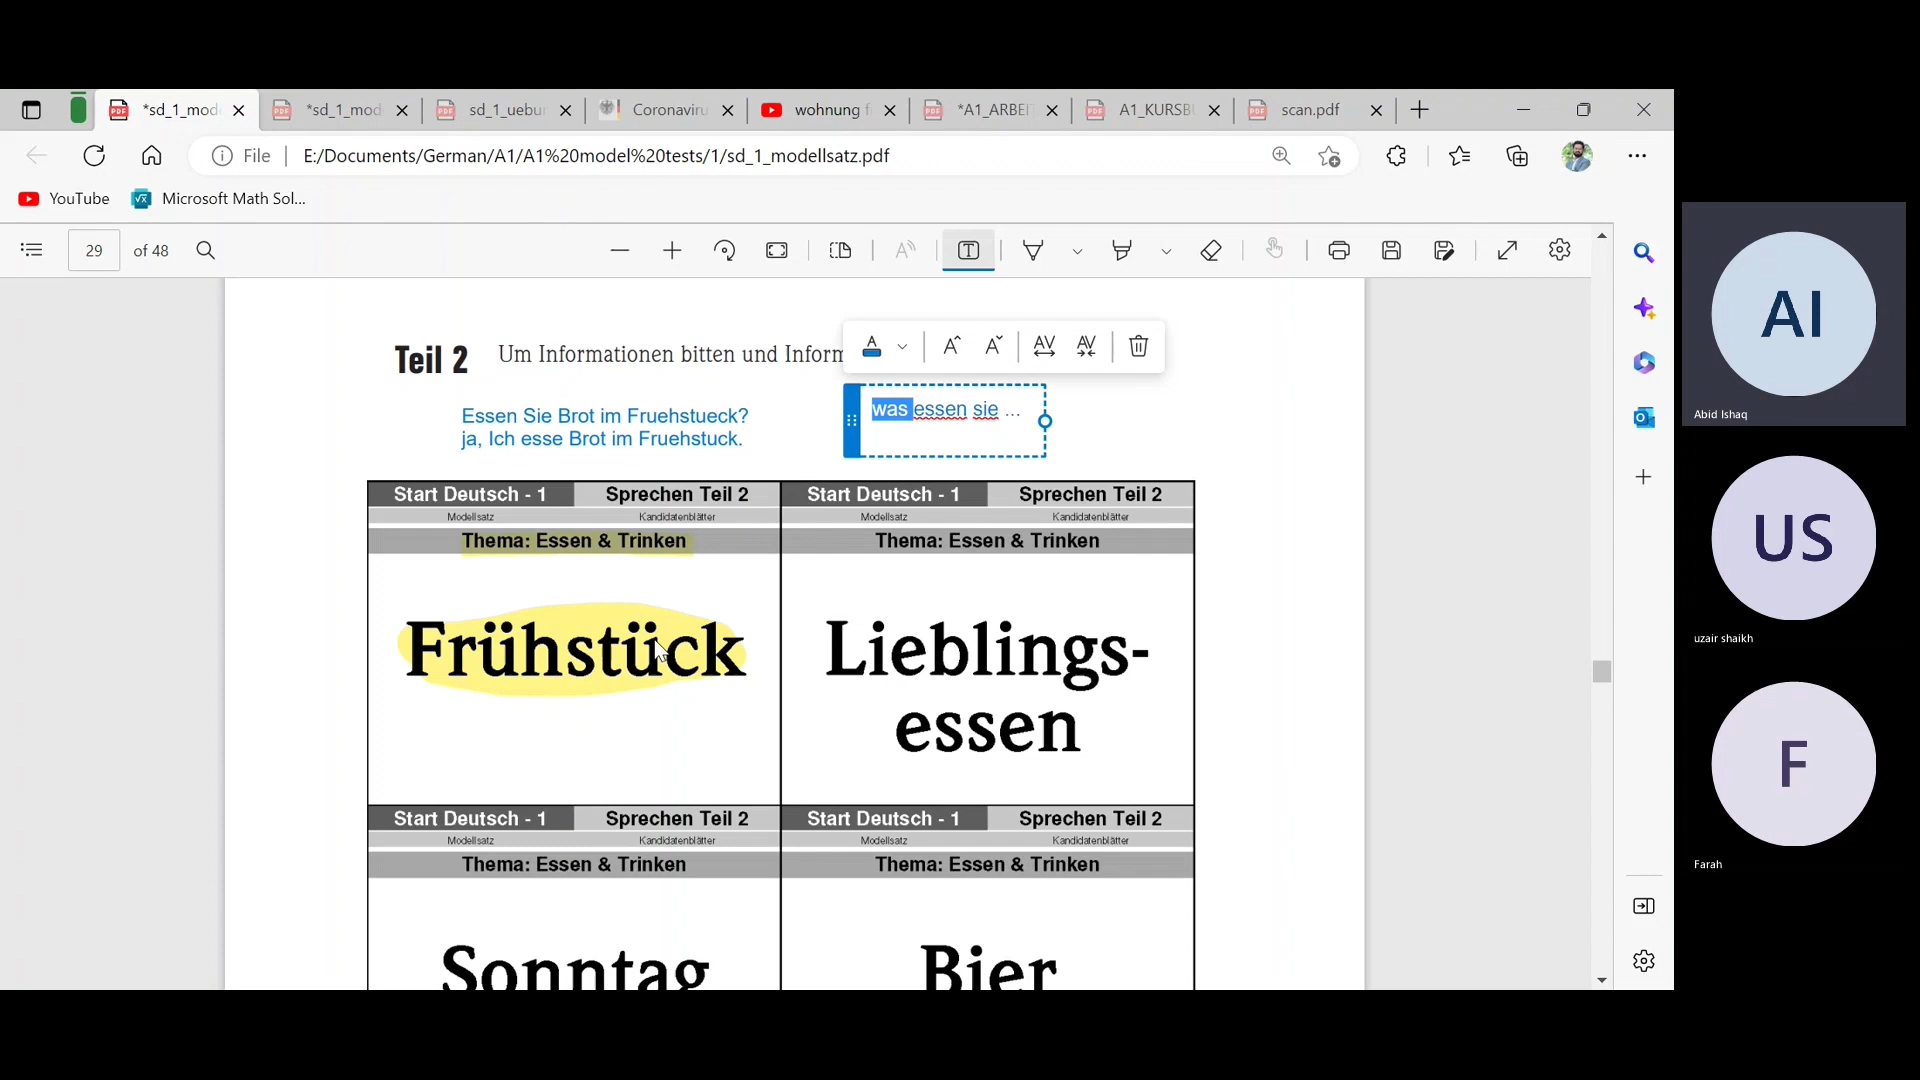 *sd_1_mod
*sd_1_mod
sd_1_uebu
Coronaviru
wohnung f
*A1_ARBEI
A1_KURSB
scan.pdf
File
E:/Documents/German/A1/A1%20model%20tests/1/sd_1_modellsatz.pdf
YouTube
Microsoft Math Sol...
29 of 48
Teil 2 Um Informationen bitten und Inform
Essen Sie Brot im Fruehstueck?
ja, Ich esse Brot im Fruehstuck.
was essen sie ...
Start Deutsch - 1 Sprechen Teil 2
Modellsatz Kandidatenblätter
Thema: Essen & Trinken
Frühstück
Start Deutsch - 1 Sprechen Teil 2
Modellsatz Kandidatenblätter
Thema: Essen & Trinken
Lieblings-
essen
Start Deutsch - 1 Sprechen Teil 2
Modellsatz Kandidatenblätter
Thema: Essen & Trinken
Sonntag
Start Deutsch - 1 Sprechen Teil 2
Modellsatz Kandidatenblätter
Thema: Essen & Trinken
Bier
AI
Abid Ishaq
US
uzair shaikh
F
Farah